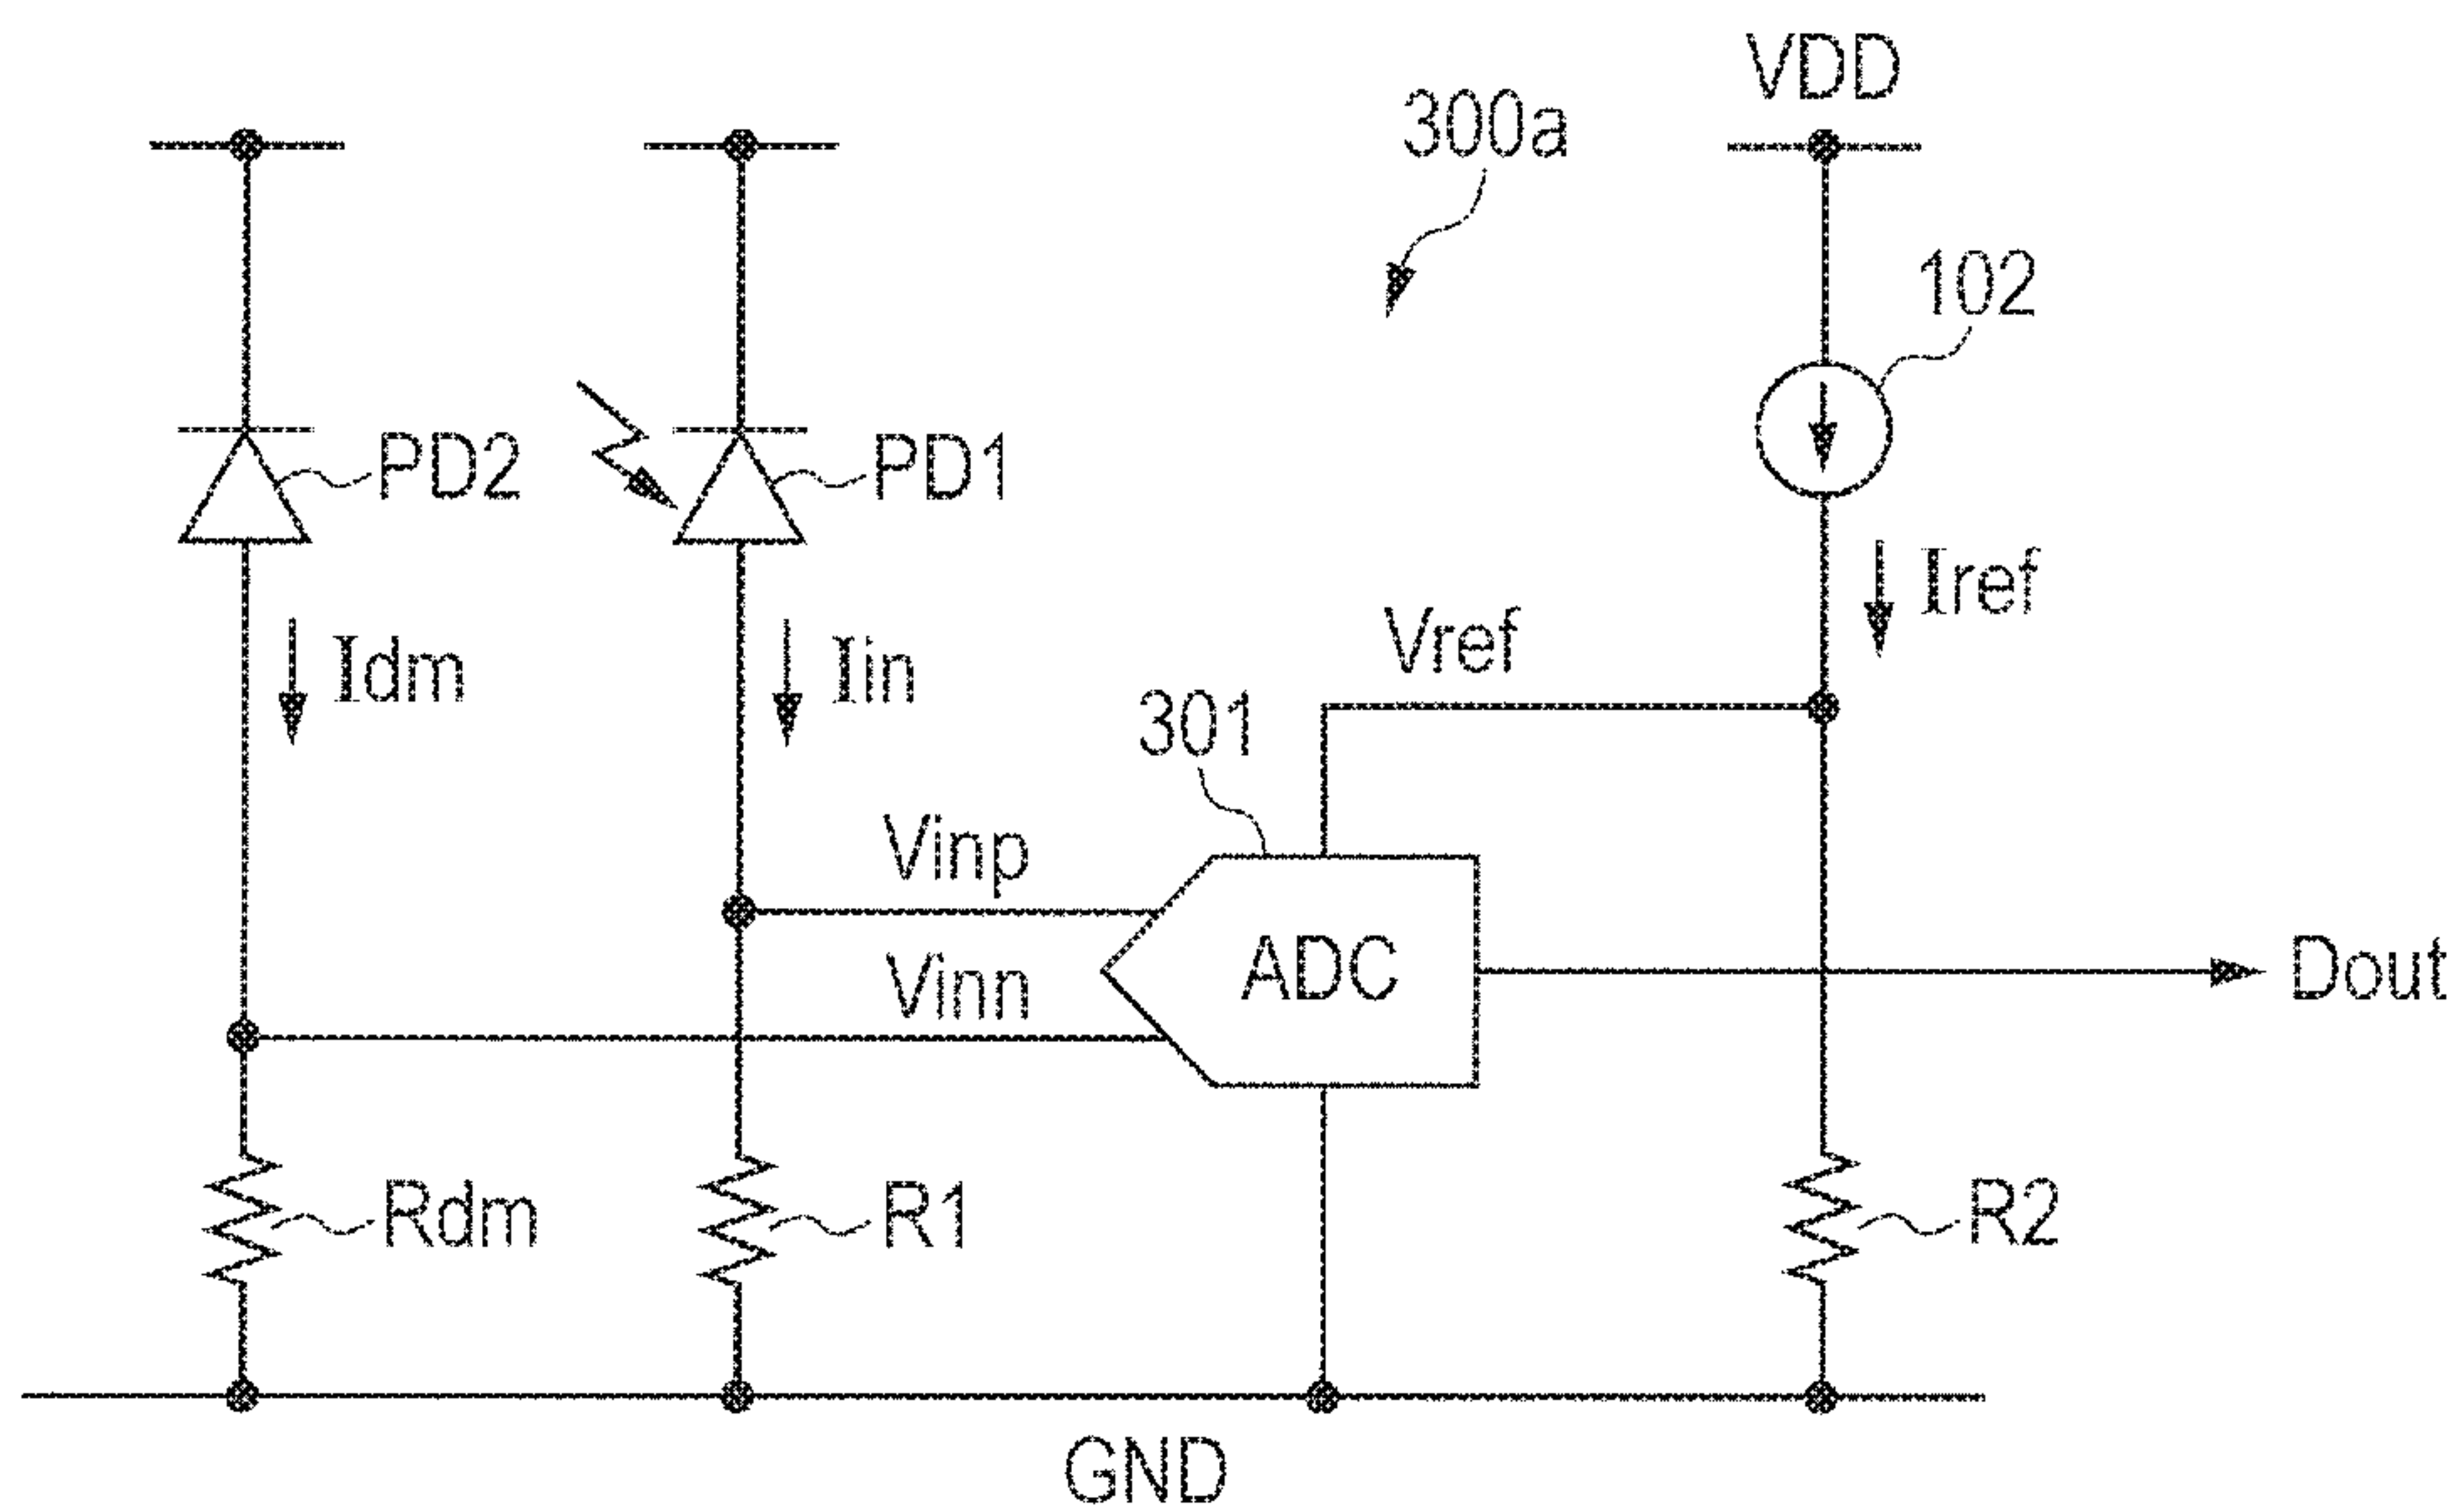 VDD
300a
102
PD2
PD1
Iref
Vref
Idm
Iin
301
Vinp
ADC
Vinn
Dout
Rdm
R1
R2
GND